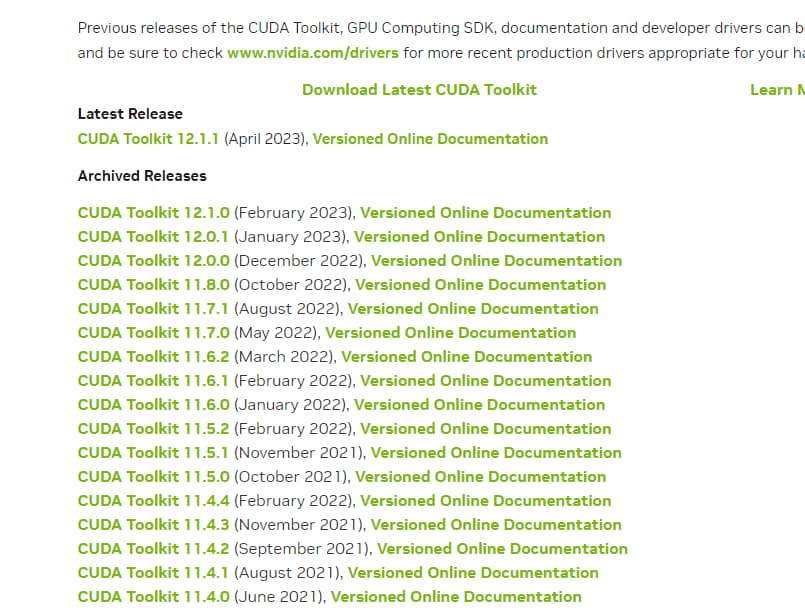 Previous releases of the CUDA Toolkit, GPU Computing SDK, documentation and developer drivers can
and be sure to check www.nvidia.com/drivers for more recent production drivers appropriate for your
Download Latest CUDA Toolkit Learn
Latest Release
CUDA Toolkit 12.1.1 (April 2023), Versioned Online Documentation
Archived Releases
CUDA Toolkit 12.1.0 (February 2023), Versioned Online Documentation
CUDA Toolkit 12.0.1 (January 2023), Versioned Online Documentation
CUDA Toolkit 12.0.0 (December 2022), Versioned Online Documentation
CUDA Toolkit 11.8.0 (October 2022), Versioned Online Documentation
CUDA Toolkit 11.7.1 (August 2022), Versioned Online Documentation
CUDA Toolkit 11.7.0 (May 2022), Versioned Online Documentation
CUDA Toolkit 11.6.2 (March 2022), Versioned Online Documentation
CUDA Toolkit 11.6.1 (February 2022), Versioned Online Documentation
CUDA Toolkit 11.6.0 (January 2022), Versioned Online Documentation
CUDA Toolkit 11.5.2 (February 2022), Versioned Online Documentation
CUDA Toolkit 11.5.1 (November 2021), Versioned Online Documentation
CUDA Toolkit 11.5.0 (October 2021), Versioned Online Documentation
CUDA Toolkit 11.4.4 (February 2022), Versioned Online Documentation
CUDA Toolkit 11.4.3 (November 2021), Versioned Online Documentation
CUDA Toolkit 11.4.2 (September 2021), Versioned Online Documentation
CUDA Toolkit 11.4.1 (August 2021), Versioned Online Documentation
CUDA Toolkit 11.4.0 (June 2021), Versioned Online Documentation